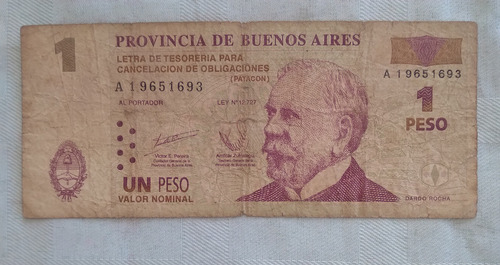 1
PROVINCIA DE BUENOS AIRES
LETRA DE TESORERIA PARA
CANCELACION DE OBLIGACIONES
(PATACON)
A 19651693
A 19651693
AL PORTADOR
LEY Nº 12.727
1
PESO
UN PESO
VALOR NOMINAL
DARDO ROCHA